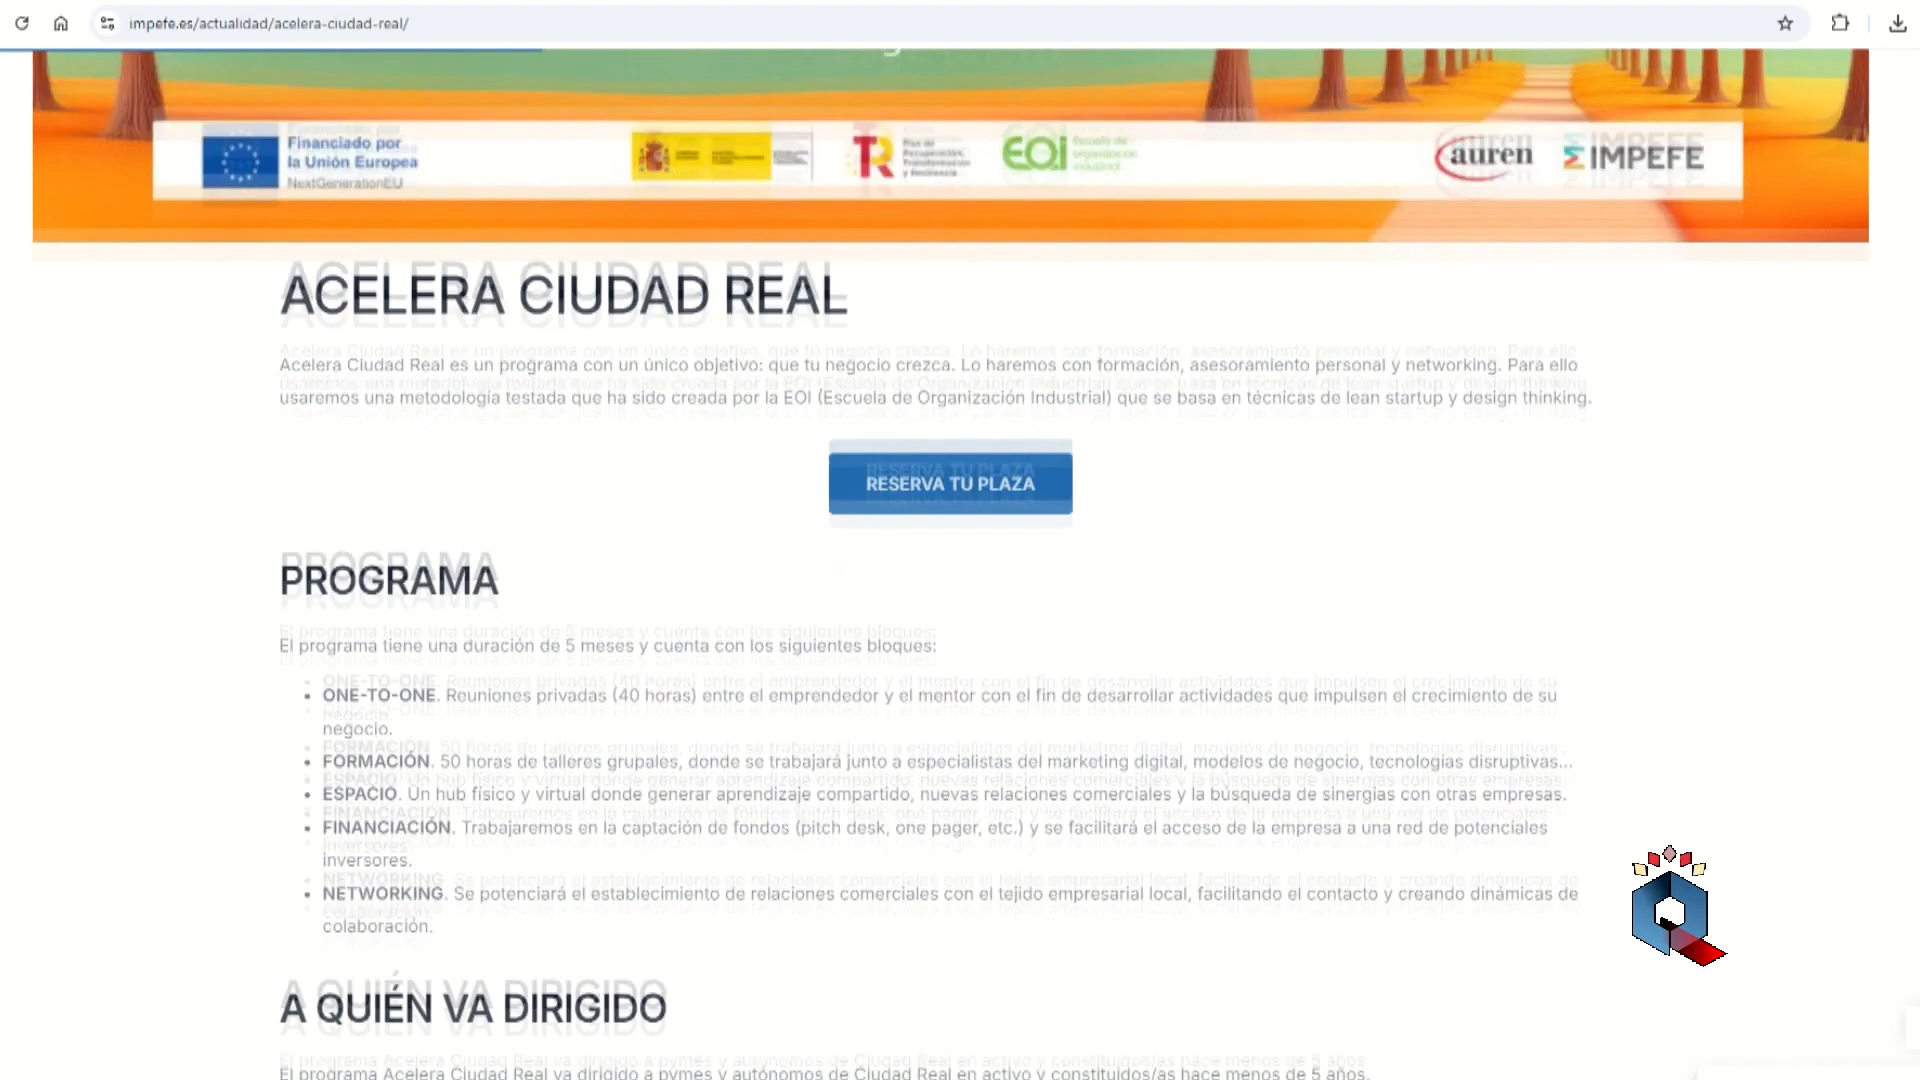 impefe.es/actualidad/acelera-ciudad-real/
Financiado por
la Unión Europea
NextGenerationEU
Plan de
Recuperación,
Transformación
y Resiliencia
EOI Escuela de
organización
industrial
auren
IMPEFE
ACELERA CIUDAD REAL
Acelera Ciudad Real es un programa con un único objetivo: que tu negocio crezca. Lo haremos con formación, asesoramiento personal y networking. Para ello
usaremos una metodología testada que ha sido creada por la EOI (Escuela de Organización Industrial) que se basa en técnicas de lean startup y design thinking.
RESERVA TU PLAZA
PROGRAMA
El programa tiene una duración de 5 meses y cuenta con los siguientes bloques:
• ONE-TO-ONE. Reuniones privadas (40 horas) entre el emprendedor y el mentor con el fin de desarrollar actividades que impulsen el crecimiento de su
negocio.
• FORMACIÓN. 50 horas de talleres grupales, donde se trabajará junto a especialistas del marketing digital, modelos de negocio, tecnologías disruptivas...
• ESPACIO. Un hub físico y virtual donde generar aprendizaje compartido, nuevas relaciones comerciales y la búsqueda de sinergias con otras empresas.
• FINANCIACIÓN. Trabajaremos en la captación de fondos (pitch desk, one pager, etc.) y se facilitará el acceso de la empresa a una red de potenciales
inversores.
• NETWORKING. Se potenciará el establecimiento de relaciones comerciales con el tejido empresarial local, facilitando el contacto y creando dinámicas de
colaboración.
A QUIÉN VA DIRIGIDO
El programa Acelera Ciudad Real va dirigido a pymes y autónomos de Ciudad Real en activo y constituidos/as hace menos de 5 años.